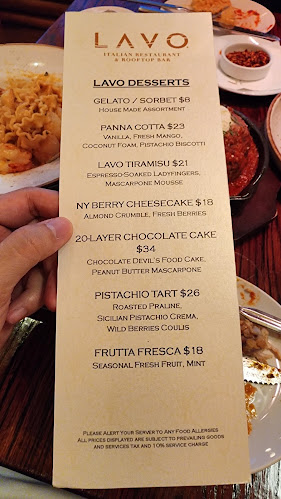 LAVO
ITALIAN RESTAURANT
& ROOFTOP BAR
LAVO DESSERTS
GELATO / SORBET $8
HOUSE MADE ASSORTMENT
PANNA COTTA $23
VANILLA, FRESH MANGO,
COCONUT FOAM, PISTACHIO BISCOTTI
LAVO TIRAMISU $21
ESPRESSO-SOAKED LADYFINGERS,
MASCARPONE MOUSSE
NY BERRY CHEESECAKE $18
ALMOND CRUMBLE, FRESH BERRIES
20-LAYER CHOCOLATE CAKE
$34
CHOCOLATE DEVIL'S FOOD CAKE,
PEANUT BUTTER MASCARPONE
PISTACHIO TART $26
ROASTED PRALINE,
SICILIAN PISTACHIO CREMA,
WILD BERRIES COULIS
FRUTTA FRESCA $18
SEASONAL FRESH FRUIT, MINT
PLEASE ALERT YOUR SERVER TO ANY FOOD ALLERGIES
ALL PRICES DISPLAYED ARE SUBJECT TO PREVAILING GOODS
AND SERVICES TAX AND 10% SERVICE CHARGE